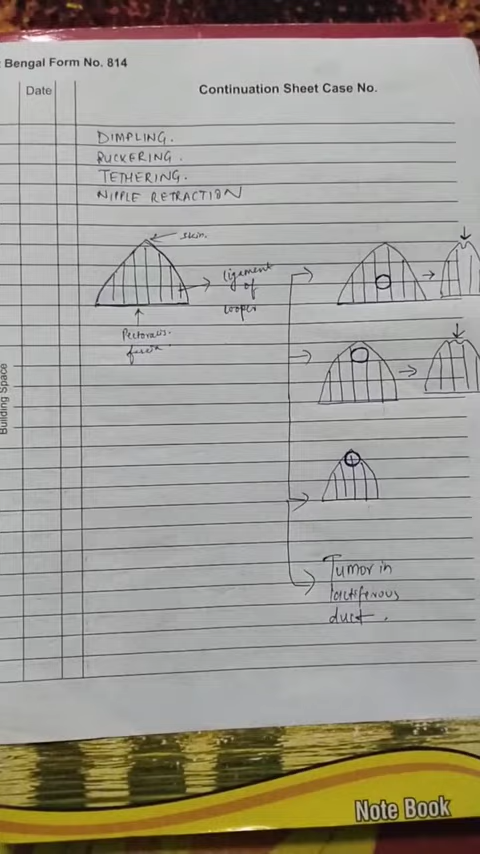 Bengal Form No. 814
Date
Continuation Sheet Case No.
DIMPLING.
PUCKERING.
TETHERING.
NIPPLE RETRACTION
skin.
ligament
of
cooper
Pectoralis.
fascia.
Tumor in
lactiferous
duct.
Building Space
Note Book